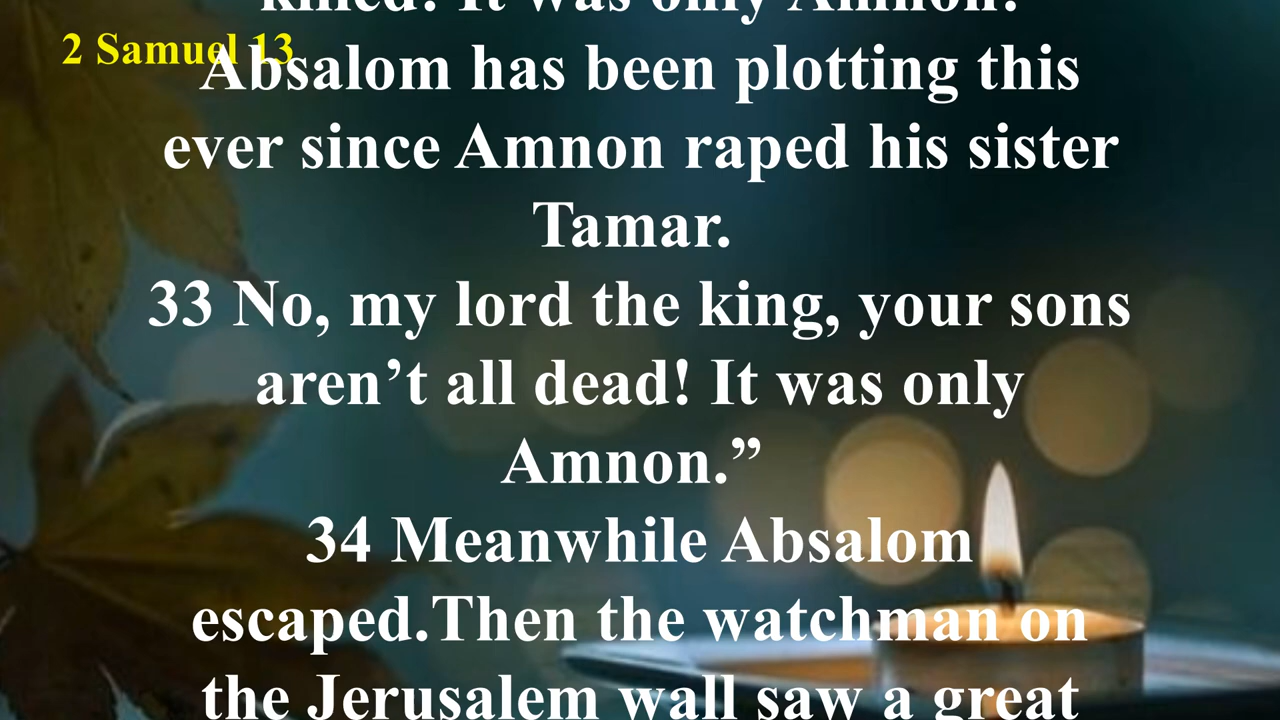 killed! It was only Amnon!
2 Samuel 13
Absalom has been plotting this
ever since Amnon raped his sister
Tamar.
33 No, my lord the king, your sons
aren’t all dead! It was only
Amnon.”
34 Meanwhile Absalom
escaped.Then the watchman on
the Jerusalem wall saw a great